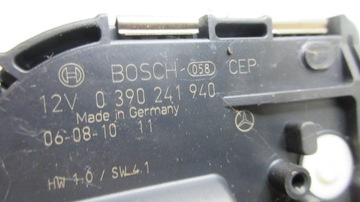 BOSCH 058 CEP
12V 0 390 241 940
Made in Germany
06-08-10 11
HW 1.0 / SW 4.1